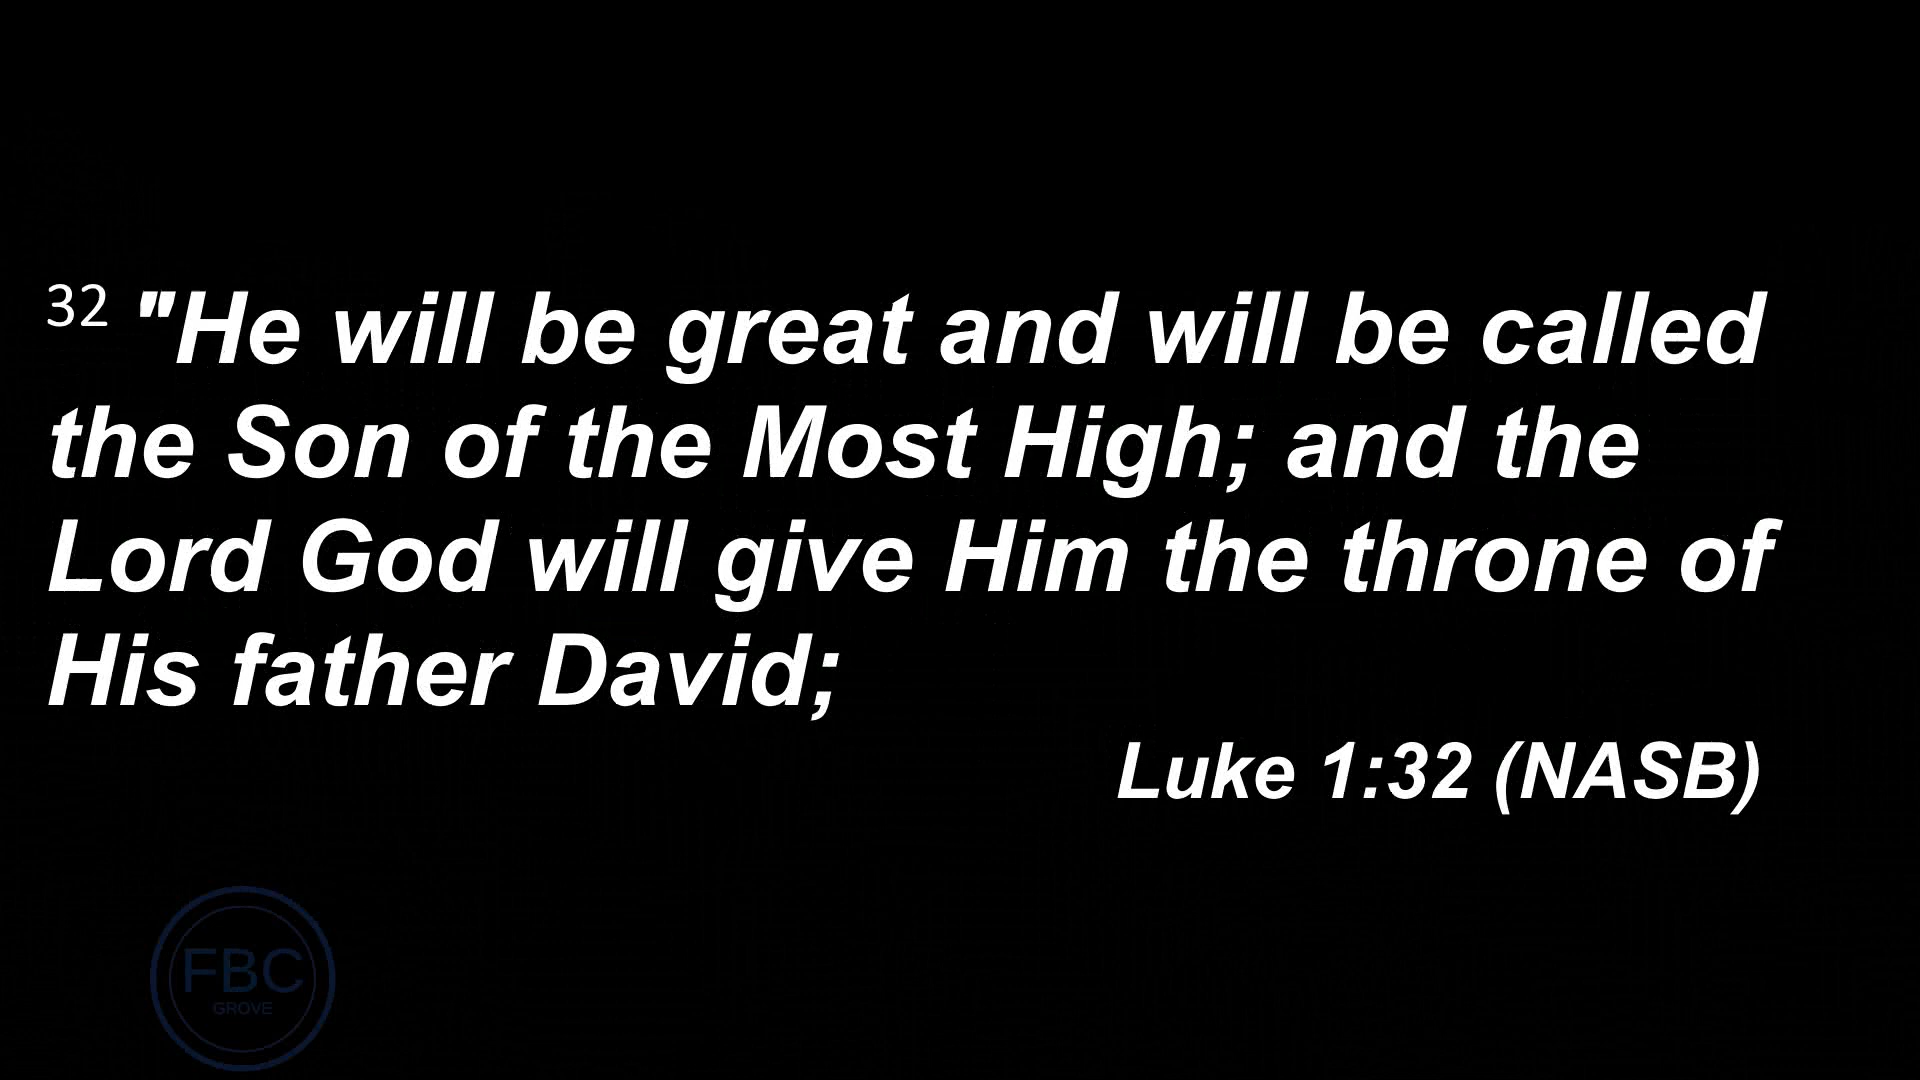 32 "He will be great and will be called
the Son of the Most High; and the
Lord God will give Him the throne of
His father David;
Luke 1:32 (NASB)
FBC
GROVE